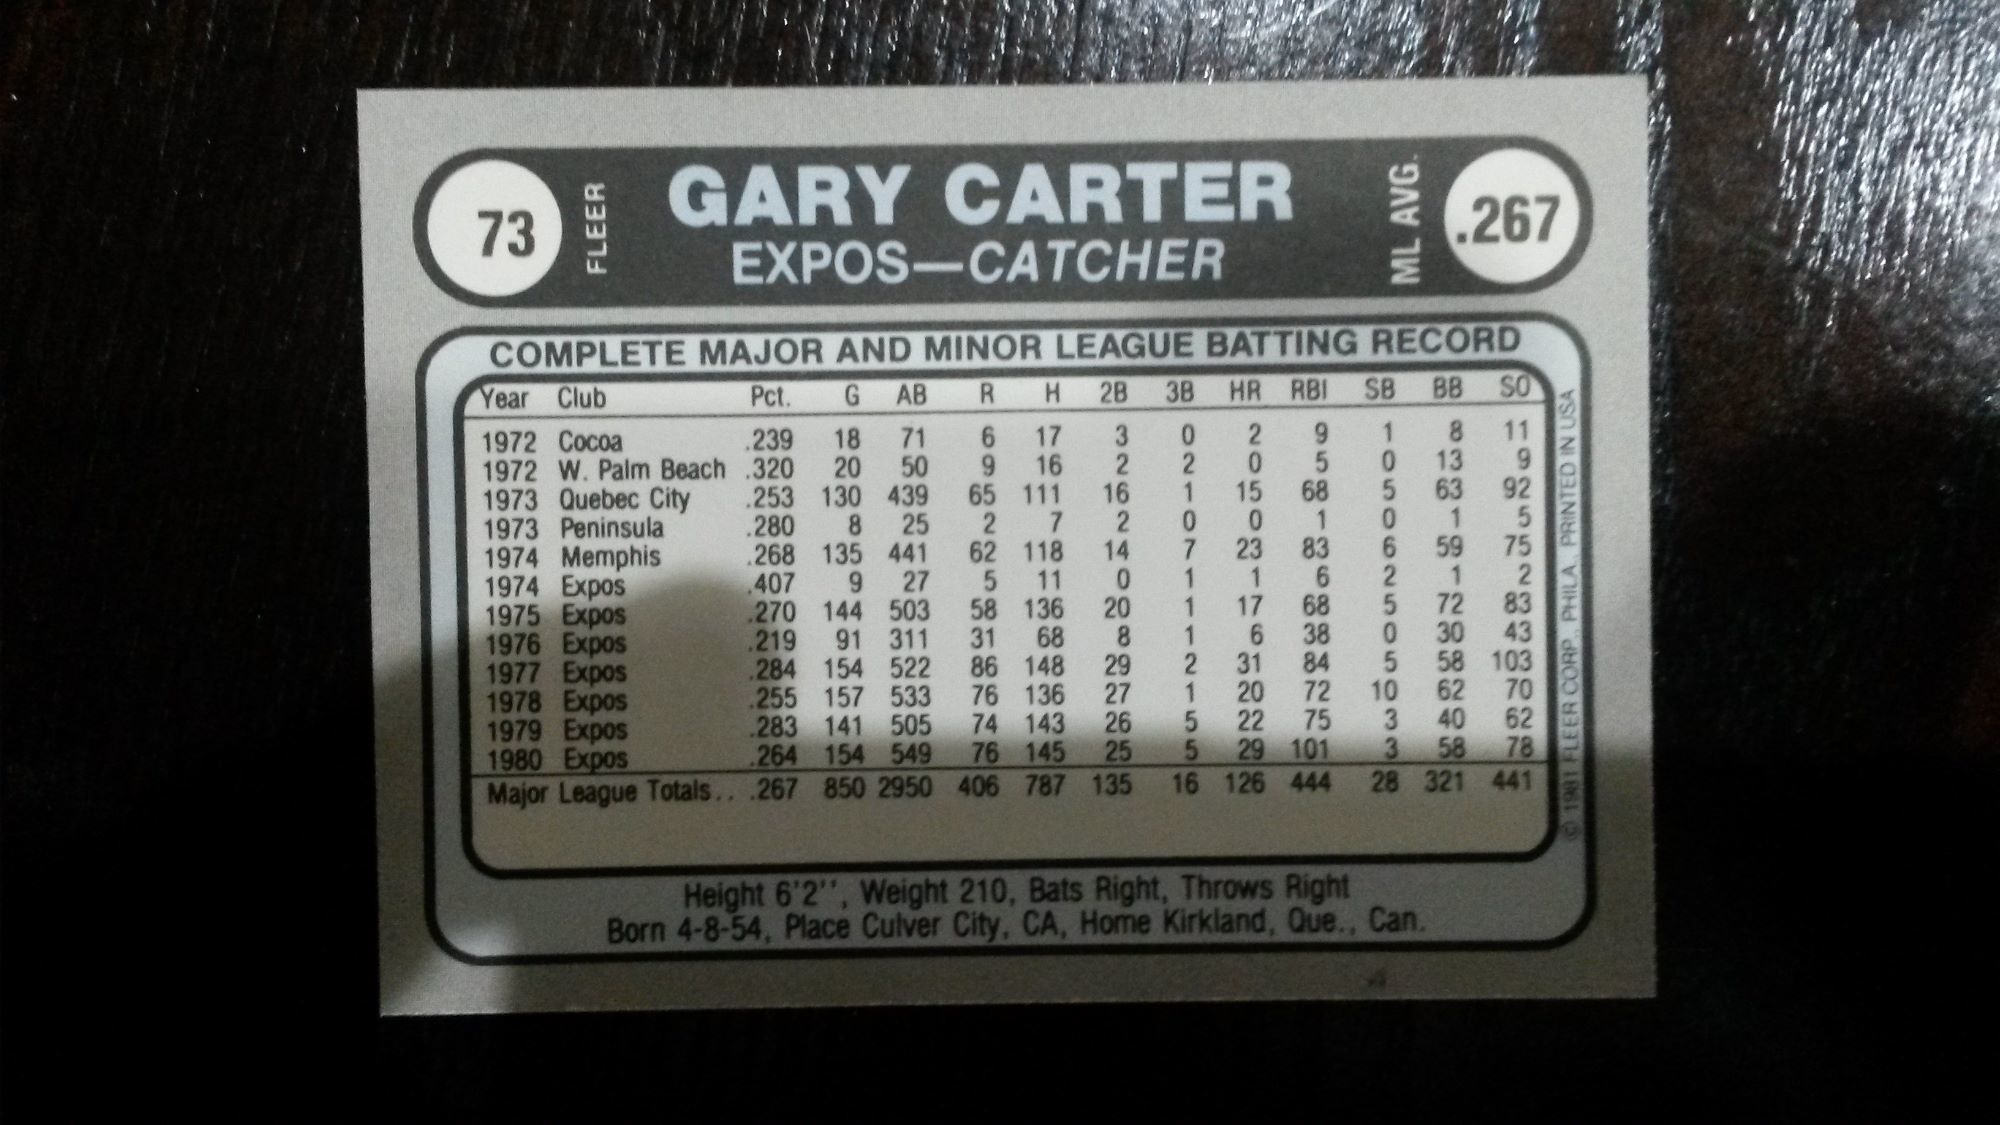 73 FLEER GARY CARTER ML AVG. .267
EXPOS—CATCHER
COMPLETE MAJOR AND MINOR LEAGUE BATTING RECORD
Year Club Pct. G AB R H 2B 3B HR RBI SB BB SO
1972 Cocoa .239 18 71 6 17 3 0 2 9 1 8 11
1972 W. Palm Beach .320 20 50 9 16 2 2 0 5 0 13 9
1973 Quebec City .253 130 439 65 111 16 1 15 68 5 63 92
1973 Peninsula .280 8 25 2 7 2 0 0 1 0 1 5
1974 Memphis .268 135 441 62 118 14 7 23 83 6 59 75
1974 Expos .407 9 27 5 11 0 1 1 6 2 1 2
1975 Expos .270 144 503 58 136 20 1 17 68 5 72 83
1976 Expos .219 91 311 31 68 8 1 6 38 0 30 43
1977 Expos .284 154 522 86 148 29 2 31 84 5 58 103
1978 Expos .255 157 533 76 136 27 1 20 72 10 62 70
1979 Expos .283 141 505 74 143 26 5 22 75 3 40 62
1980 Expos .264 154 549 76 145 25 5 29 101 3 58 78
Major League Totals.. .267 850 2950 406 787 135 16 126 444 28 321 441
Height 6'2'', Weight 210, Bats Right, Throws Right
Born 4-8-54, Place Culver City, CA, Home Kirkland, Que., Can.
© 1981 FLEER CORP., PHILA., PRINTED IN USA